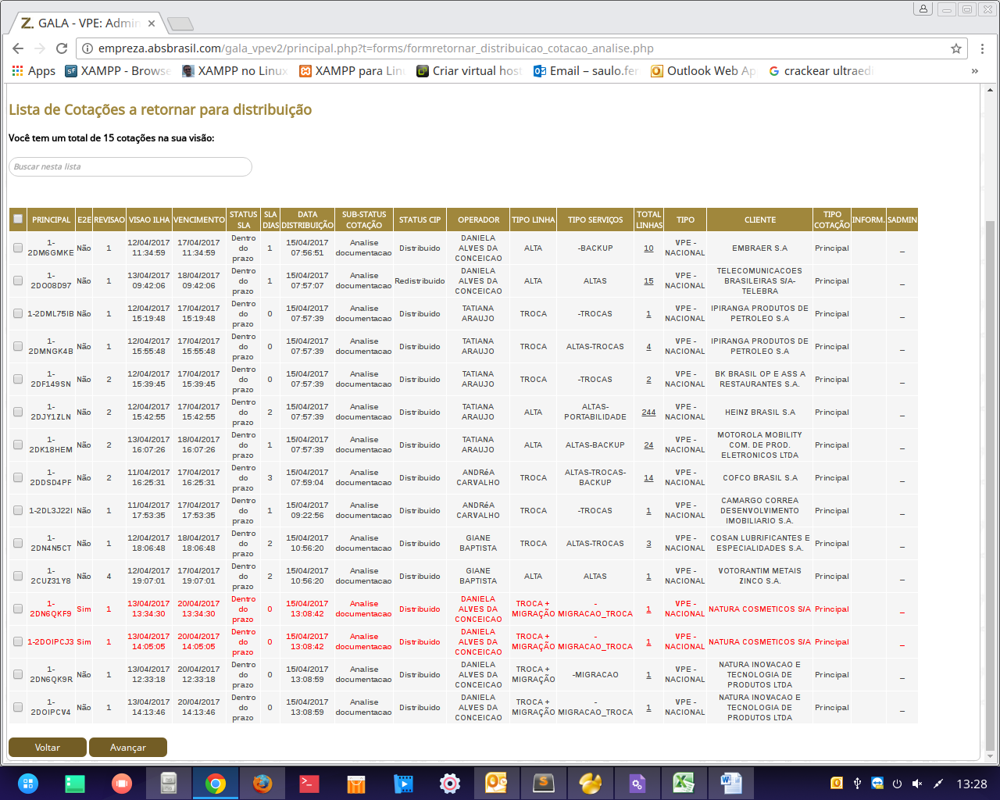 GALA - VPE: Admin
empreza.absbrasil.com/gala_vpev2/principal.php?t=forms/formretornar_distribuicao_cotacao_analise.php
Apps XAMPP - Browse XAMPP no Linux XAMPP para Lin Criar virtual host Email – saulo.fer Outlook Web Ap crackear ultraedi »
Lista de Cotações a retornar para distribuição
Você tem um total de 15 cotações na sua visão:
Buscar nesta lista
PRINCIPAL E2E REVISAO VISAO ILHA VENCIMENTO STATUS SLA SLA DIAS DATA DISTRIBUIÇÃO SUB-STATUS COTAÇÃO STATUS CIP OPERADOR TIPO LINHA TIPO SERVIÇOS TOTAL LINHAS TIPO CLIENTE TIPO COTAÇÃO INFORM. SADMIN
1-2DM6GMKE Não 1 12/04/2017 11:34:59 17/04/2017 11:34:59 Dentro do prazo 1 15/04/2017 07:56:51 Analise documentacao Distribuido DANIELA ALVES DA CONCEICAO ALTA -BACKUP 10 VPE - NACIONAL EMBRAER S.A Principal _
1-2DO08D97 Não 1 13/04/2017 09:42:06 18/04/2017 09:42:06 Dentro do prazo 1 15/04/2017 07:57:07 Analise documentacao Redistribuido DANIELA ALVES DA CONCEICAO ALTA ALTAS 15 VPE - NACIONAL TELECOMUNICACOES BRASILEIRAS S/A-TELEBRA Principal _
1-2DML75IB Não 1 12/04/2017 15:19:48 17/04/2017 15:19:48 Dentro do prazo 0 15/04/2017 07:57:39 Analise documentacao Distribuido TATIANA ARAUJO TROCA -TROCAS 1 VPE - NACIONAL IPIRANGA PRODUTOS DE PETROLEO S.A Principal _
1-2DMNGK4B Não 1 12/04/2017 15:55:48 17/04/2017 15:55:48 Dentro do prazo 0 15/04/2017 07:57:39 Analise documentacao Distribuido TATIANA ARAUJO TROCA ALTAS-TROCAS 4 VPE - NACIONAL IPIRANGA PRODUTOS DE PETROLEO S.A Principal _
1-2DF149SN Não 2 12/04/2017 15:39:45 17/04/2017 15:39:45 Dentro do prazo 0 15/04/2017 07:57:39 Analise documentacao Distribuido TATIANA ARAUJO TROCA -TROCAS 2 VPE - NACIONAL BK BRASIL OP E ASS A RESTAURANTES S.A. Principal _
1-2DJY1ZLN Não 2 12/04/2017 15:42:55 17/04/2017 15:42:55 Dentro do prazo 2 15/04/2017 07:57:39 Analise documentacao Distribuido TATIANA ARAUJO ALTA ALTAS-PORTABILIDADE 244 VPE - NACIONAL HEINZ BRASIL S.A Principal _
1-2DK18HEM Não 2 13/04/2017 16:07:26 18/04/2017 16:07:26 Dentro do prazo 1 15/04/2017 07:57:39 Analise documentacao Distribuido TATIANA ARAUJO ALTA ALTAS-BACKUP 24 VPE - NACIONAL MOTOROLA MOBILITY COM. DE PROD. ELETRONICOS LTDA Principal _
1-2DDSD4PF Não 2 11/04/2017 16:25:31 17/04/2017 16:25:31 Dentro do prazo 3 15/04/2017 07:59:04 Analise documentacao Distribuido ANDRéA CARVALHO TROCA ALTAS-TROCAS-BACKUP 14 VPE - NACIONAL COFCO BRASIL S.A Principal _
1-2DL3J22I Não 1 11/04/2017 17:53:35 17/04/2017 17:53:35 Dentro do prazo 1 15/04/2017 09:22:56 Analise documentacao Distribuido ANDRéA CARVALHO TROCA -TROCAS 1 VPE - NACIONAL CAMARGO CORREA DESENVOLVIMENTO IMOBILIARIO S.A. Principal _
1-2DN4N5CT Não 1 12/04/2017 18:06:48 18/04/2017 18:06:48 Dentro do prazo 2 15/04/2017 10:56:20 Analise documentacao Distribuido GIANE BAPTISTA TROCA ALTAS-TROCAS 3 VPE - NACIONAL COSAN LUBRIFICANTES E ESPECIALIDADES S.A. Principal _
1-2CUZ31Y8 Não 4 12/04/2017 19:07:01 17/04/2017 19:07:01 Dentro do prazo 2 15/04/2017 10:56:20 Analise documentacao Distribuido GIANE BAPTISTA ALTA ALTAS 1 VPE - NACIONAL VOTORANTIM METAIS ZINCO S.A. Principal _
1-2DN6QKF9 Sim 1 13/04/2017 13:34:30 20/04/2017 13:34:30 Dentro do prazo 0 15/04/2017 13:08:42 Analise documentacao Distribuido DANIELA ALVES DA CONCEICAO TROCA + MIGRAÇÃO -MIGRACAO_TROCA 1 VPE - NACIONAL NATURA COSMETICOS S/A Principal _
1-2DOIPCJ3 Sim 1 13/04/2017 14:05:05 20/04/2017 14:05:05 Dentro do prazo 0 15/04/2017 13:08:42 Analise documentacao Distribuido DANIELA ALVES DA CONCEICAO TROCA + MIGRAÇÃO -MIGRACAO_TROCA 1 VPE - NACIONAL NATURA COSMETICOS S/A Principal _
1-2DN6QK9R Não 1 13/04/2017 12:33:18 20/04/2017 12:33:18 Dentro do prazo 0 15/04/2017 13:08:59 Analise documentacao Distribuido DANIELA ALVES DA CONCEICAO TROCA + MIGRAÇÃO -MIGRACAO 1 VPE - NACIONAL NATURA INOVACAO E TECNOLOGIA DE PRODUTOS LTDA Principal _
1-2DOIPCV4 Não 1 13/04/2017 14:13:46 20/04/2017 14:13:46 Dentro do prazo 0 15/04/2017 13:08:59 Analise documentacao Distribuido DANIELA ALVES DA CONCEICAO TROCA + MIGRAÇÃO -MIGRACAO_TROCA 1 VPE - NACIONAL NATURA INOVACAO E TECNOLOGIA DE PRODUTOS LTDA Principal _
Voltar Avançar
13:28